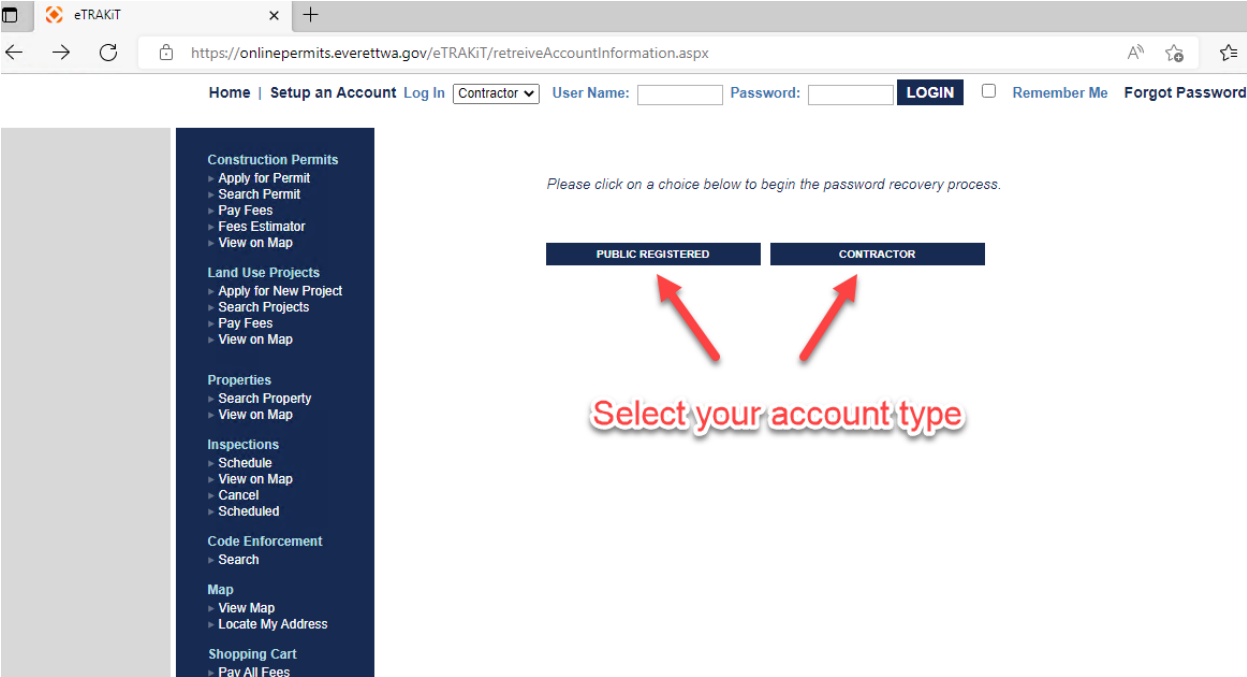 eTRAKiT
https://onlinepermits.everettwa.gov/eTRAKiT/retreiveAccountInformation.aspx
Home | Setup an Account Log In Contractor User Name: Password: LOGIN Remember Me Forgot Password
Construction Permits
Apply for Permit
Search Permit
Pay Fees
Fees Estimator
View on Map
Land Use Projects
Apply for New Project
Search Projects
Pay Fees
View on Map
Properties
Search Property
View on Map
Inspections
Schedule
View on Map
Cancel
Scheduled
Code Enforcement
Search
Map
View Map
Locate My Address
Shopping Cart
Pay All Fees
Please click on a choice below to begin the password recovery process.
PUBLIC REGISTERED CONTRACTOR
Select your account type